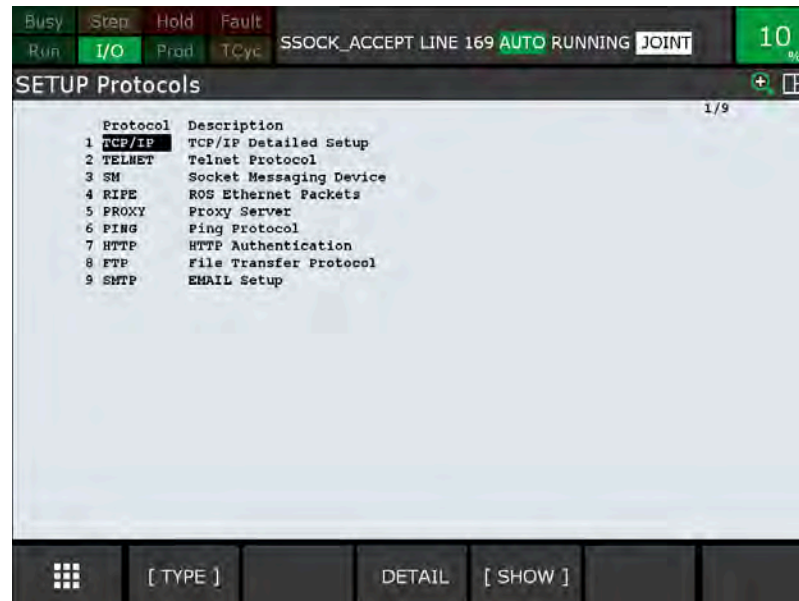 Busy Step Hold Fault
Run I/O Prod TCyc
SSOCK_ACCEPT LINE 169 AUTO RUNNING JOINT
10
%
SETUP Protocols
1/9
Protocol Description
1 TCP/IP TCP/IP Detailed Setup
2 TELNET Telnet Protocol
3 SM Socket Messaging Device
4 RIPE ROS Ethernet Packets
5 PROXY Proxy Server
6 PING Ping Protocol
7 HTTP HTTP Authentication
8 FTP File Transfer Protocol
9 SMTP EMAIL Setup
[ TYPE ] DETAIL [ SHOW ]